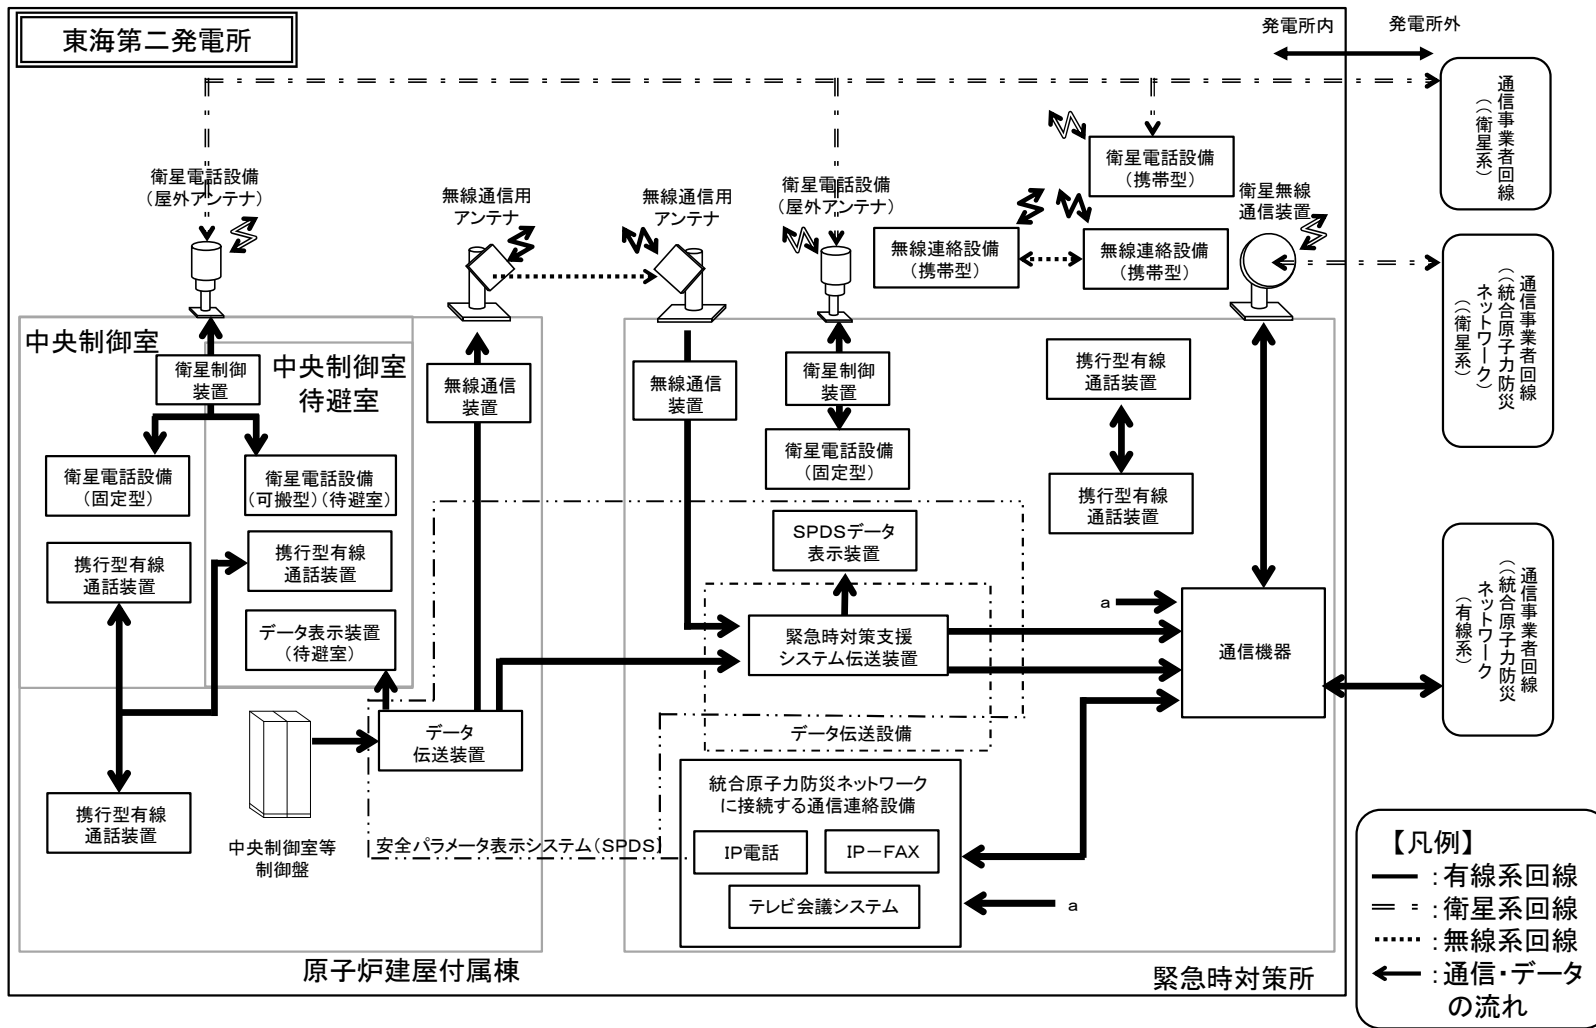 東海第二発電所
発電所内
発電所外
衛星電話設備
(屋外アンテナ)
無線通信用
アンテナ
無線通信用
アンテナ
衛星電話設備
(屋外アンテナ)
衛星電話設備
(携帯型)
無線連絡設備
(携帯型)
無線連絡設備
(携帯型)
衛星無線
通信装置
通信事業者回線
((衛星系)
通信事業者回線
((統合原子力防災
ネットワーク)
(衛星系)
通信事業者回線
((統合原子力防災
ネットワーク
(有線系)
中央制御室
中央制御室
待避室
衛星制御
装置
無線通信
装置
衛星電話設備
(固定型)
衛星電話設備
(可搬型)(待避室)
携行型有線
通話装置
携行型有線
通話装置
データ表示装置
(待避室)
データ
伝送装置
携行型有線
通話装置
中央制御室等
制御盤
安全パラメータ表示システム(SPDS)
原子炉建屋付属棟
無線通信
装置
衛星制御
装置
衛星電話設備
(固定型)
携行型有線
通話装置
携行型有線
通話装置
SPDSデータ
表示装置
緊急時対策支援
システム伝送装置
データ伝送設備
a
通信機器
統合原子力防災ネットワーク
に接続する通信連絡設備
IP電話
IP-FAX
テレビ会議システム
a
緊急時対策所
【凡例】
:有線系回線
:衛星系回線
:無線系回線
:通信・データ
の流れ